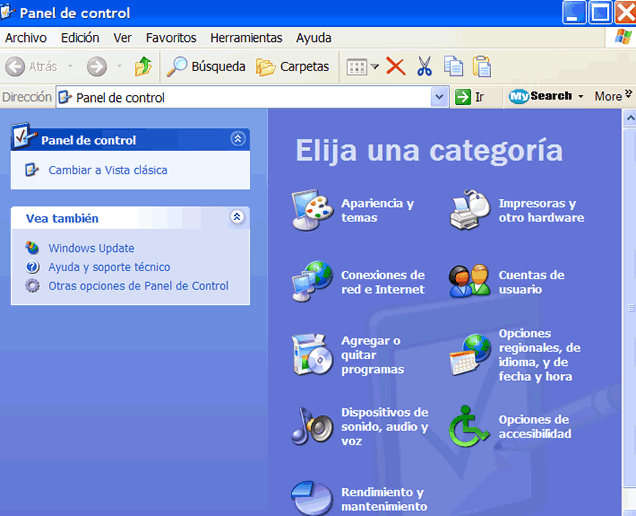 Panel de control
Archivo Edición Ver Favoritos Herramientas Ayuda
Atrás Búsqueda Carpetas
Dirección Panel de control Ir MySearch More
Panel de control
Cambiar a Vista clásica
Vea también
Windows Update
Ayuda y soporte técnico
Otras opciones de Panel de Control
Elija una categoría
Apariencia y
temas
Impresoras y
otro hardware
Conexiones de
red e Internet
Cuentas de
usuario
Agregar o
quitar
programas
Opciones
regionales, de
idioma, y de
fecha y hora
Dispositivos de
sonido, audio y
voz
Opciones de
accesibilidad
Rendimiento y
mantenimiento